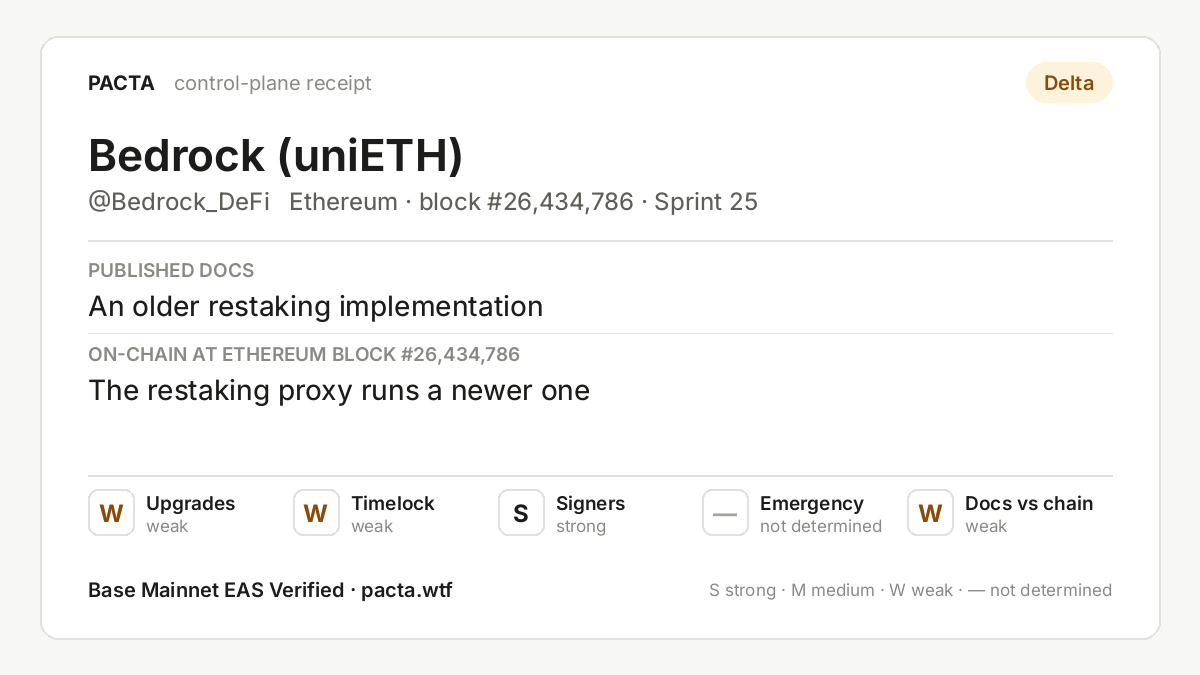 PACTA control-plane receipt Delta
Bedrock (uniETH)
@Bedrock_DeFi Ethereum · block #26,434,786 · Sprint 25
PUBLISHED DOCS
An older restaking implementation
ON-CHAIN AT ETHEREUM BLOCK #26,434,786
The restaking proxy runs a newer one
W Upgrades weak
W Timelock weak
S Signers strong
— Emergency not determined
W Docs vs chain weak
Base Mainnet EAS Verified · pacta.wtf
S strong · M medium · W weak · — not determined